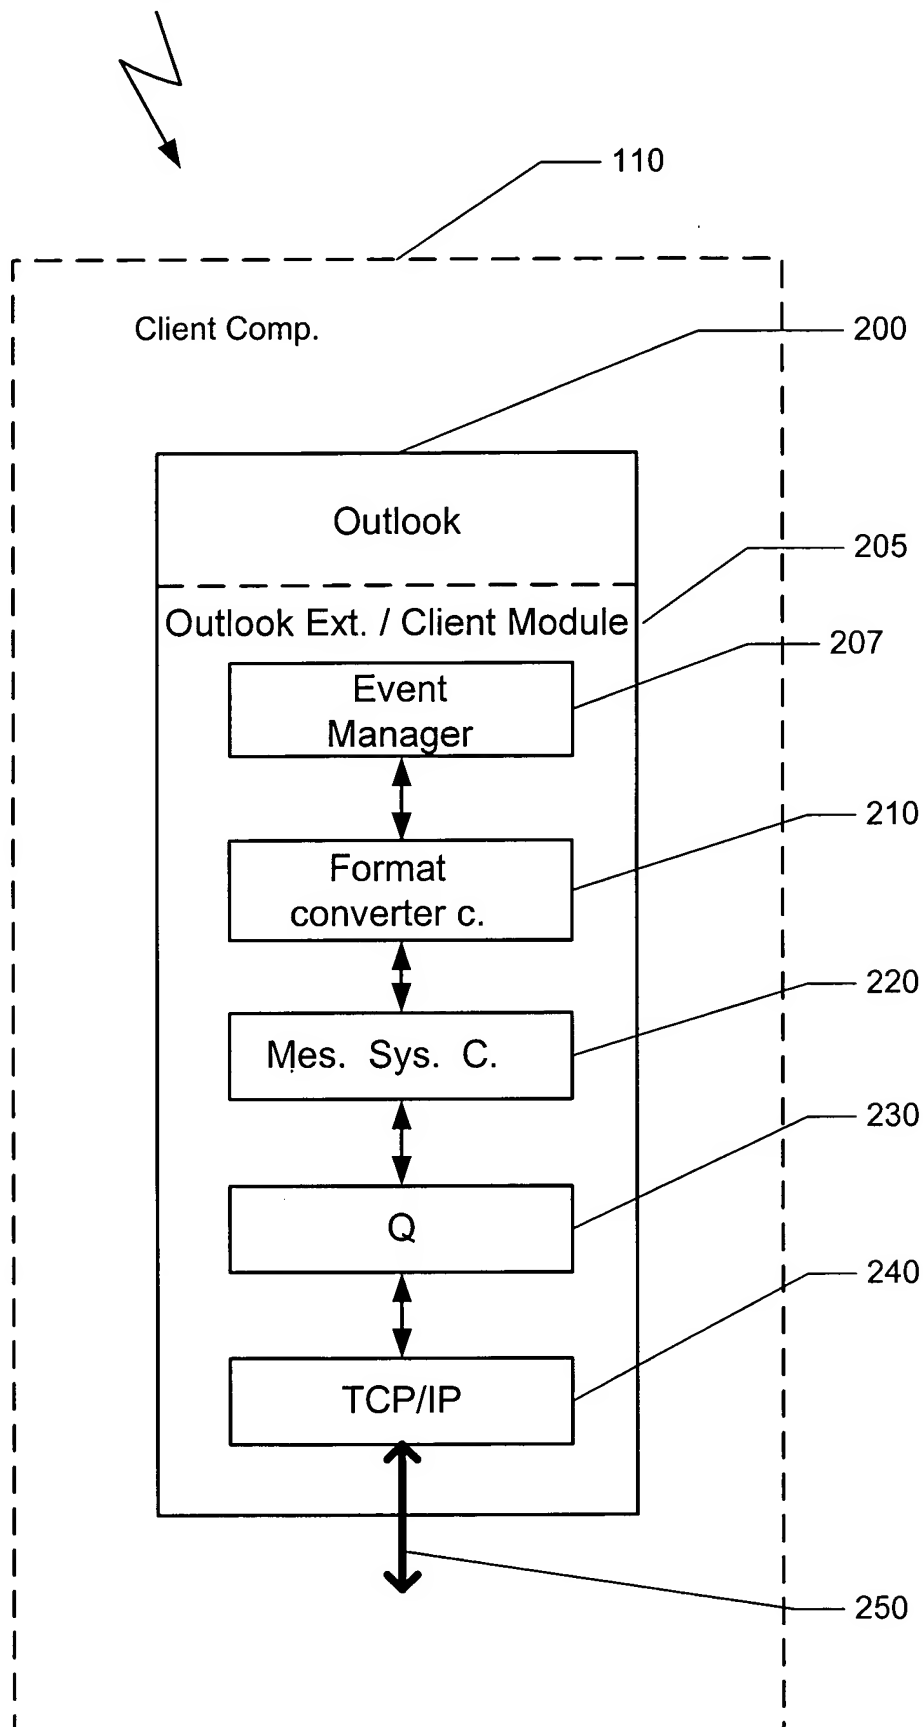 110
Client Comp.
200
Outlook
205
Outlook Ext. / Client Module
207
Event
Manager
210
Format
converter c.
220
Mes. Sys. C.
230
Q
240
TCP/IP
250